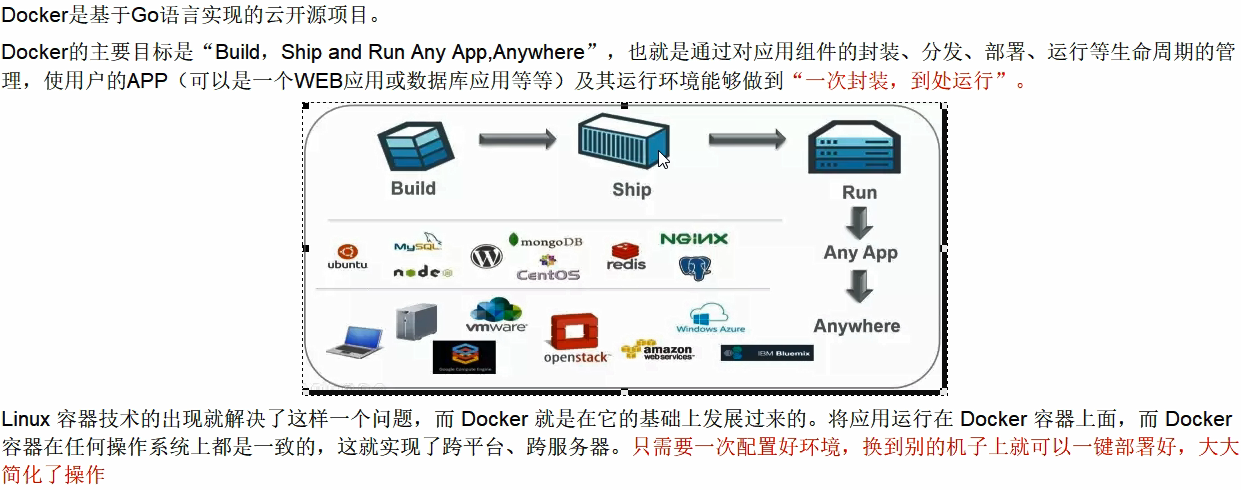 Docker是基于Go语言实现的云开源项目。
Docker的主要目标是“Build，Ship and Run Any App,Anywhere”，也就是通过对应用组件的封装、分发、部署、运行等生命周期的管
理，使用户的APP（可以是一个WEB应用或数据库应用等等）及其运行环境能够做到“一次封装，到处运行”。
Build
Ship
Run
Any App
Anywhere
ubuntu
MySQL
node
mongoDB
CentOS
redis
NGINX
vmware
Google Compute Engine
openstack
Windows Azure
amazon
webservices
IBM Bluemix
Linux 容器技术的出现就解决了这样一个问题，而 Docker 就是在它的基础上发展过来的。将应用运行在 Docker 容器上面，而 Docker
容器在任何操作系统上都是一致的，这就实现了跨平台、跨服务器。只需要一次配置好环境，换到别的机子上就可以一键部署好，大大
简化了操作